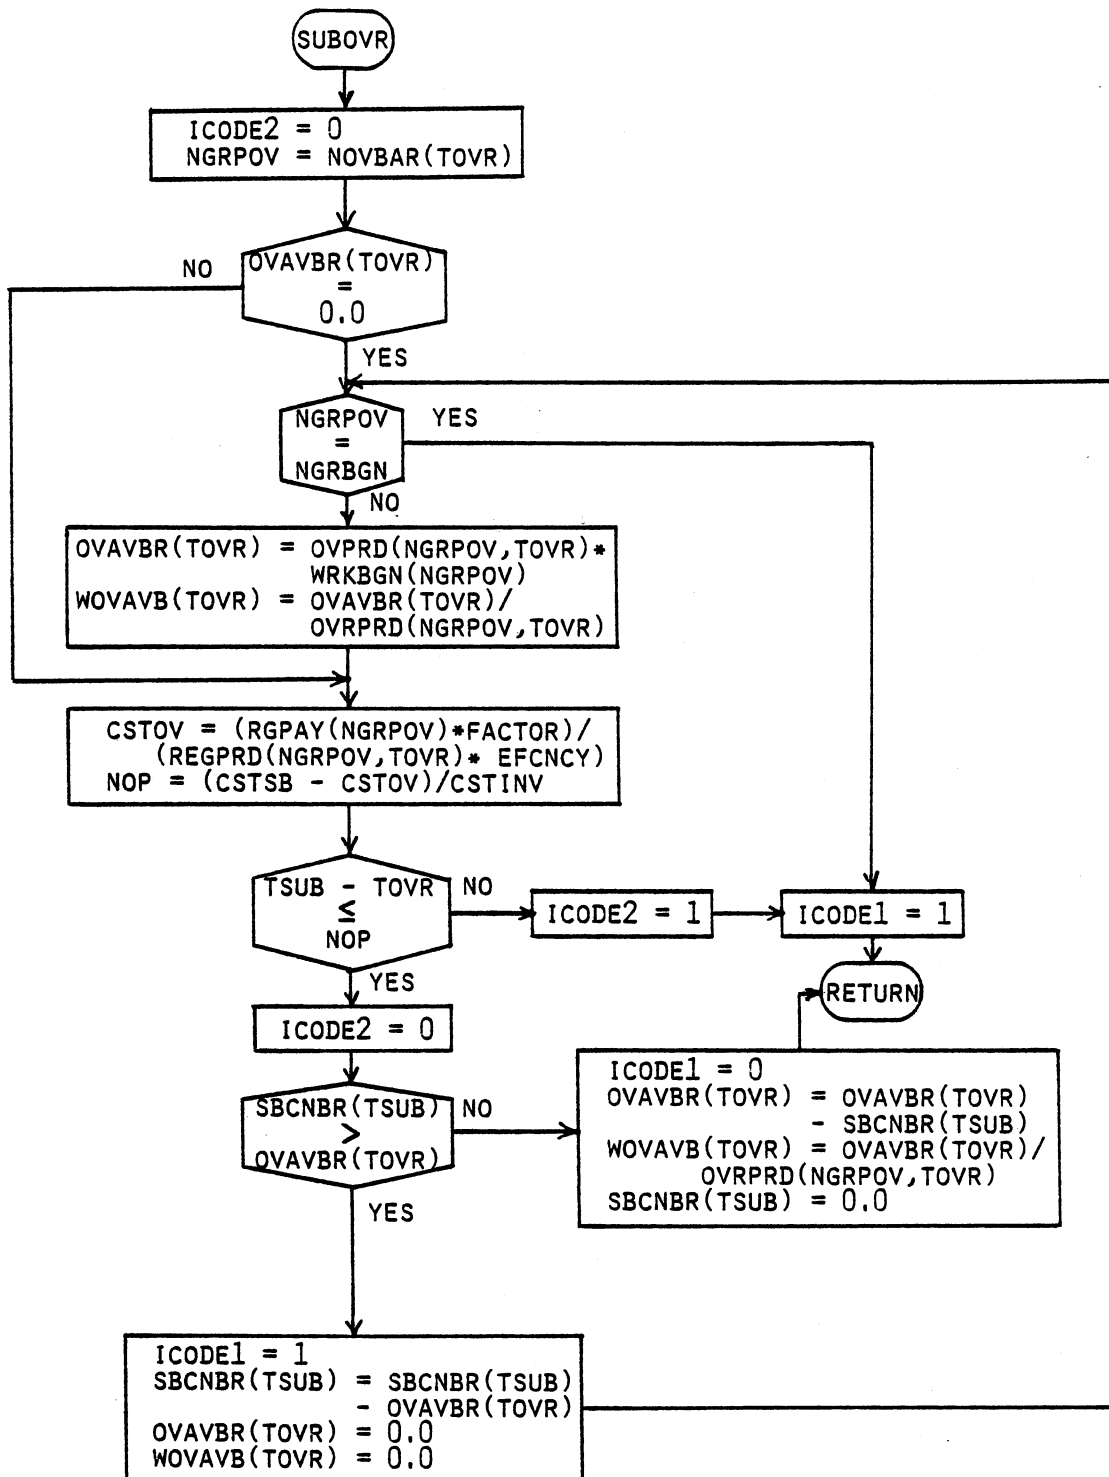 SUBOVR
ICODE2 = 0
NGRPOV = NOVBAR(TOVR)
OVAVBR(TOVR)
=
0.0
NO
YES
NGRPOV
=
NGRBGN
YES
NO
OVAVBR(TOVR) = OVPRD(NGRPOV,TOVR)*
WRKBGN(NGRPOV)
WOVAVB(TOVR) = OVAVBR(TOVR)/
OVRPRD(NGRPOV,TOVR)
CSTOV = (RGPAY(NGRPOV)*FACTOR)/
(REGPRD(NGRPOV,TOVR)* EFCNCY)
NOP = (CSTSB - CSTOV)/CSTINV
TSUB - TOVR
≤
NOP
NO
ICODE2 = 1
ICODE1 = 1
YES
RETURN
ICODE2 = 0
SBCNBR(TSUB)
>
OVAVBR(TOVR)
NO
ICODE1 = 0
OVAVBR(TOVR) = OVAVBR(TOVR)
- SBCNBR(TSUB)
WOVAVB(TOVR) = OVAVBR(TOVR)/
OVRPRD(NGRPOV,TOVR)
SBCNBR(TSUB) = 0.0
YES
ICODE1 = 1
SBCNBR(TSUB) = SBCNBR(TSUB)
- OVAVBR(TOVR)
OVAVBR(TOVR) = 0.0
WOVAVB(TOVR) = 0.0